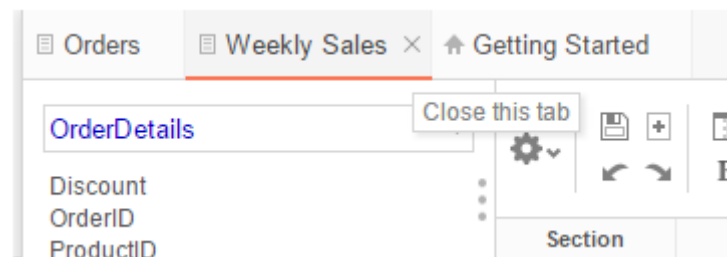 Orders Weekly Sales × Getting Started
Close this tab
OrderDetails
Discount
OrderID
ProductID
Section